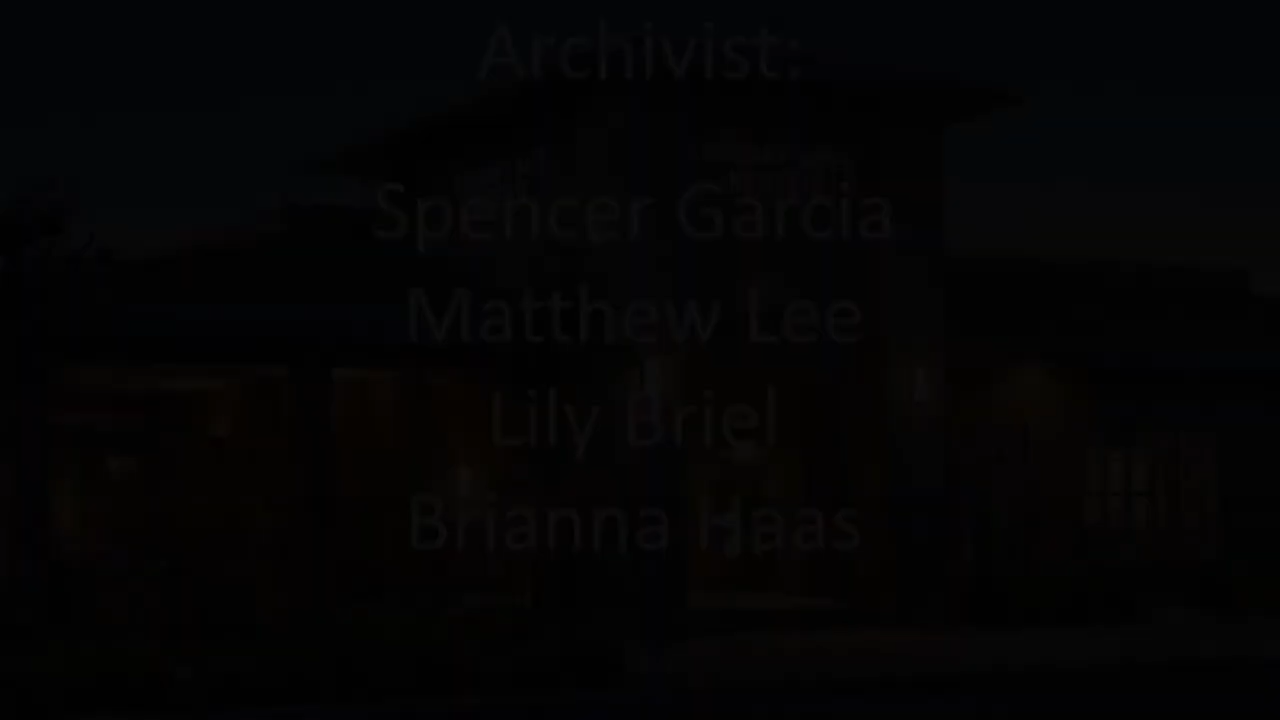 Archivist:
Spencer Garcia
Matthew Lee
Lily Briel
Brianna Haas